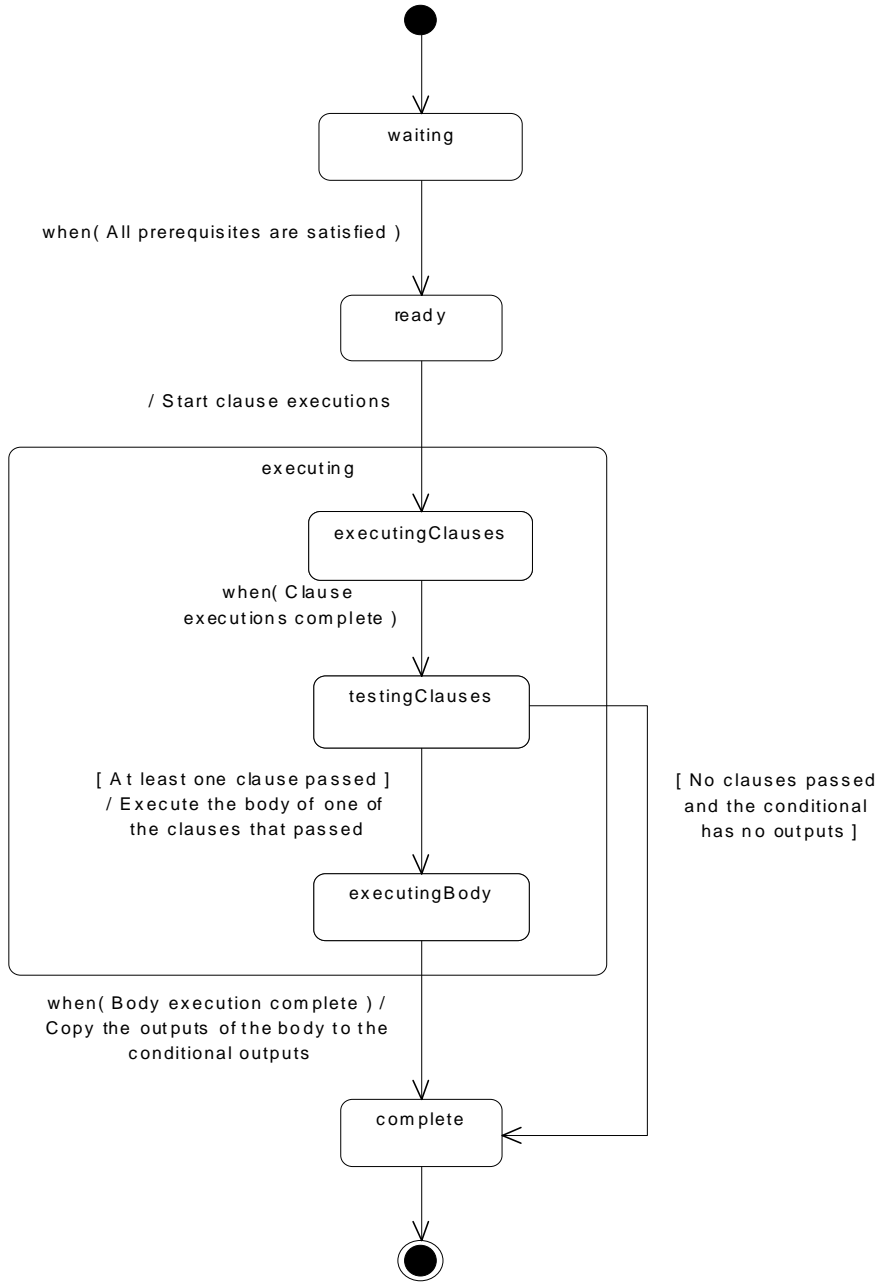 waiting
when( All prerequisites are satisfied )
ready
/ Start clause executions
executing
executingClauses
when( Clause
executions complete )
testingClauses
[ At least one clause passed ]
/ Execute the body of one of
the clauses that passed
[ No clauses passed
and the conditional
has no outputs ]
executingBody
when( Body execution complete ) /
Copy the outputs of the body to the
conditional outputs
complete